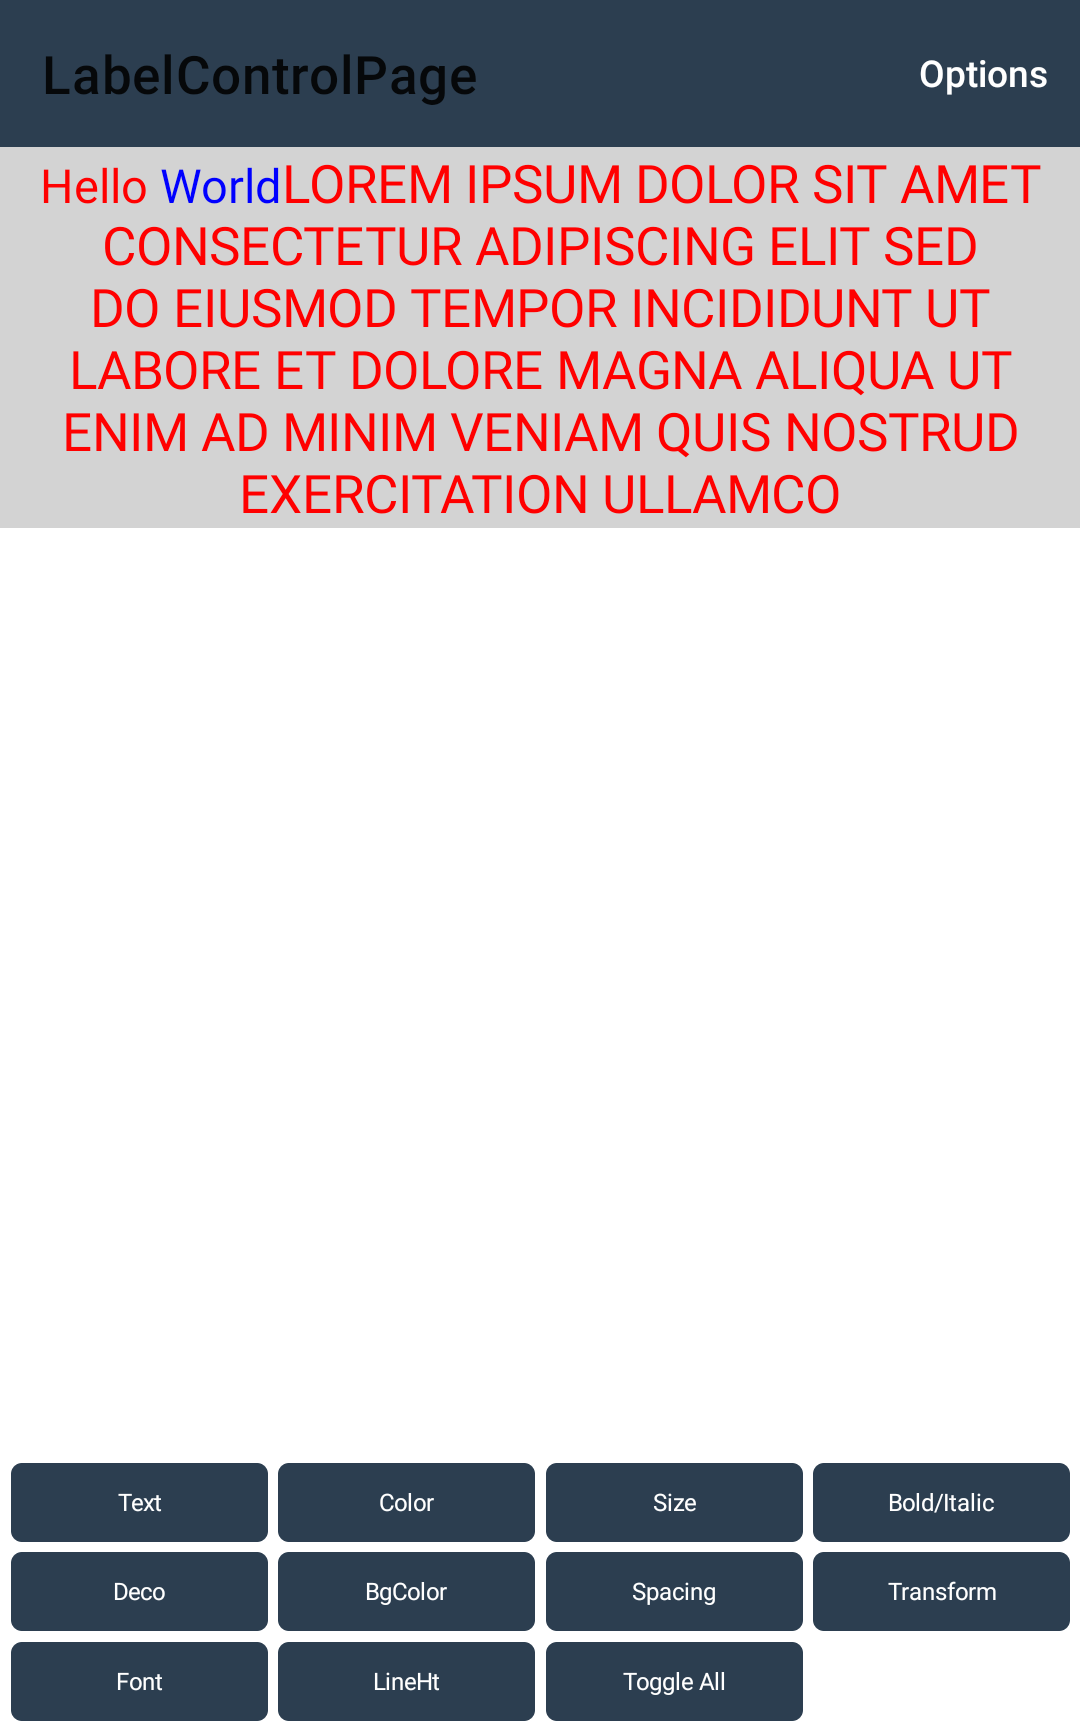 LabelControlPage
Options
Hello WorldLOREM IPSUM DOLOR SIT AMET
CONSECTETUR ADIPISCING ELIT SED
DO EIUSMOD TEMPOR INCIDIDUNT UT
LABORE ET DOLORE MAGNA ALIQUA UT
ENIM AD MINIM VENIAM QUIS NOSTRUD
EXERCITATION ULLAMCO
Text
Color
Size
Bold/Italic
Deco
BgColor
Spacing
Transform
Font
LineHt
Toggle All